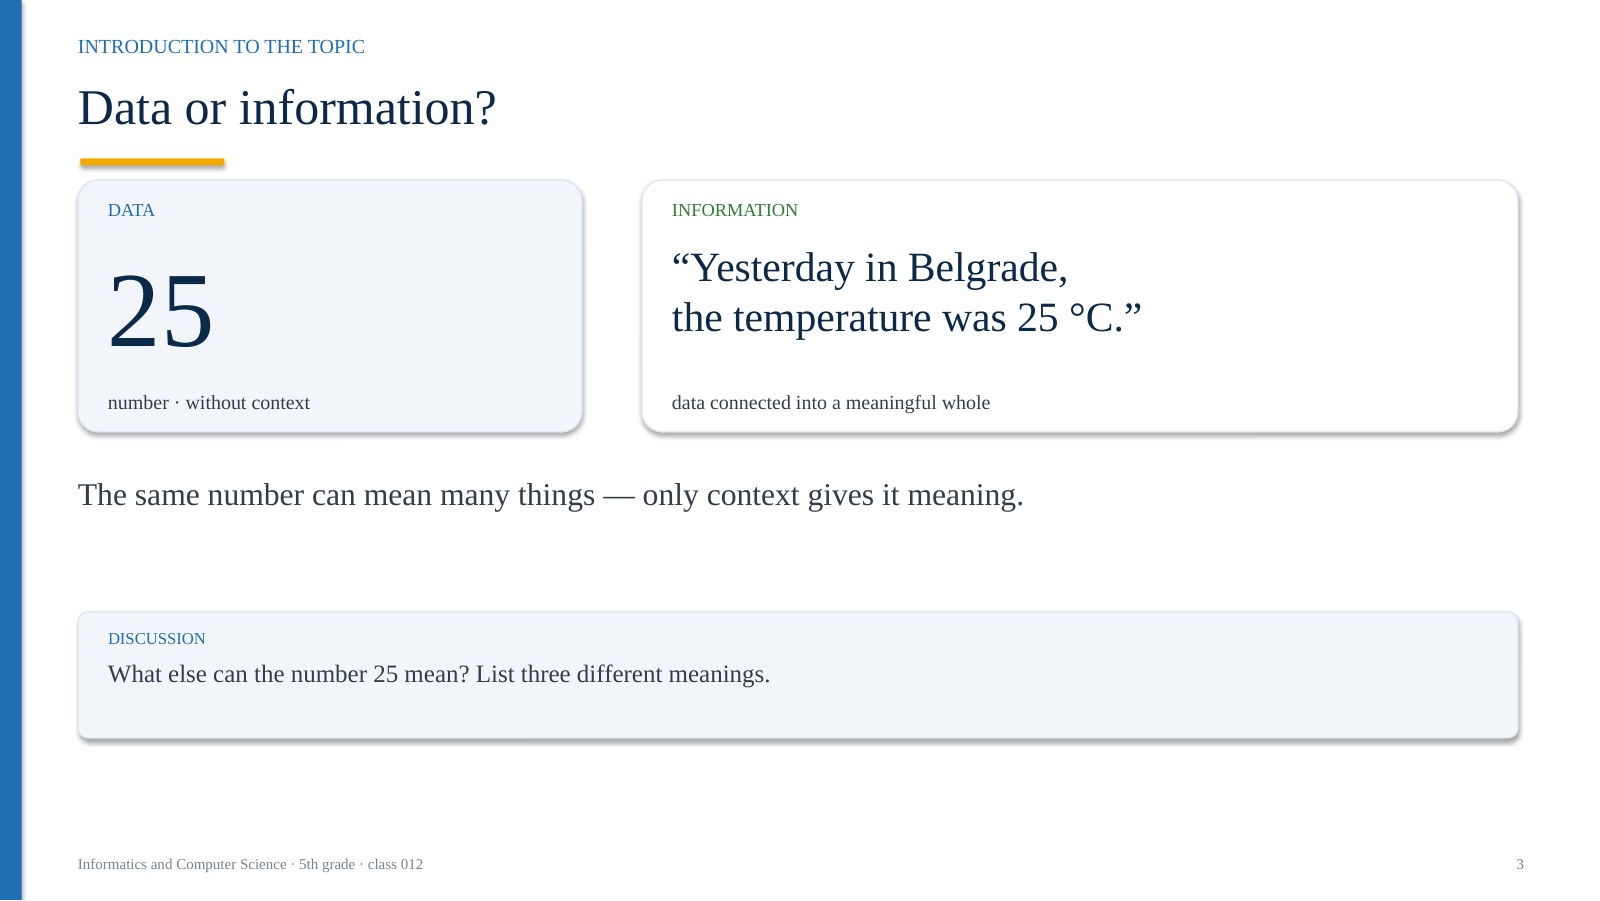 INTRODUCTION TO THE TOPIC
Data or information?
DATA
25
number · without context
INFORMATION
“Yesterday in Belgrade,
the temperature was 25 °C.”
data connected into a meaningful whole
The same number can mean many things — only context gives it meaning.
DISCUSSION
What else can the number 25 mean? List three different meanings.
Informatics and Computer Science · 5th grade · class 012
3